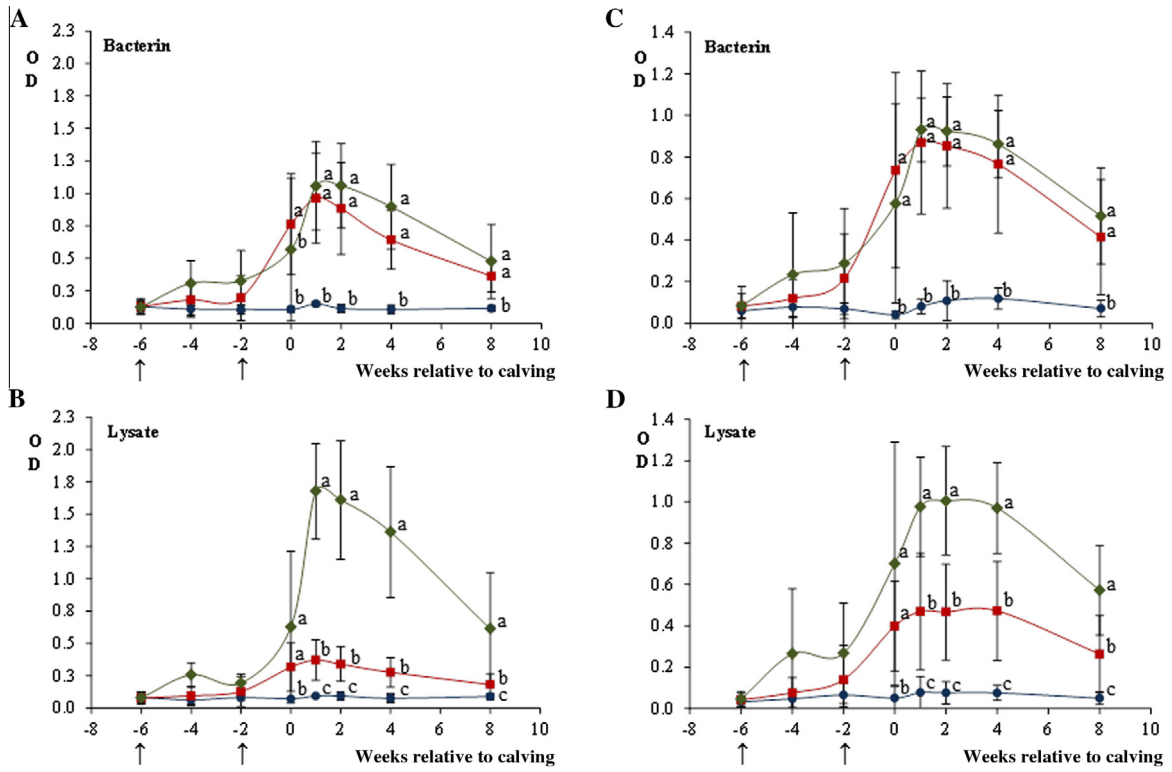 A
Bacterin
O
D
2.3
2.0
1.8
1.5
1.3
1.0
0.8
0.5
0.3
0.0
a a a
a a a a
a a
b a
b b b b b
-8 -6 -4 -2 0 2 4 6 8 10
↑ ↑
Weeks relative to calving
C
Bacterin
O
D
1.4
1.2
1.0
0.8
0.6
0.4
0.2
0.0
a a a
a a a a
a a
a
b b b b b
-8 -6 -4 -2 0 2 4 6 8 10
↑ ↑
Weeks relative to calving
B
Lysate
O
D
2.3
2.0
1.8
1.5
1.3
1.0
0.8
0.5
0.3
0.0
a a a
a a
a b b b b
b c c c c
-8 -6 -4 -2 0 2 4 6 8 10
↑ ↑
Weeks relative to calving
D
Lysate
O
D
1.4
1.2
1.0
0.8
0.6
0.4
0.2
0.0
a a a
a a
a b b b b
b c c c c
-8 -6 -4 -2 0 2 4 6 8 10
↑ ↑
Weeks relative to calving